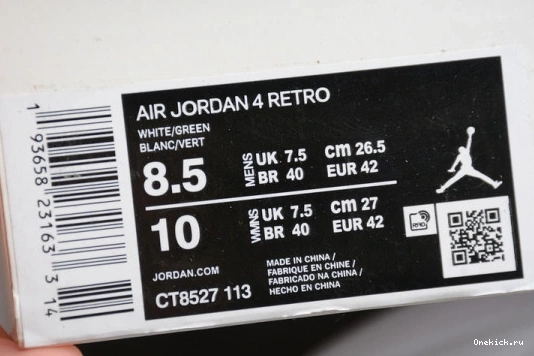 AIR JORDAN 4 RETRO
WHITE/GREEN
BLANC/VERT
8.5 MENS UK 7.5 cm 26.5
BR 40 EUR 42
10 WMNS UK 7.5 cm 27
BR 40 EUR 42
JORDAN.COM
MADE IN CHINA /
FABRIQUE EN CHINE /
FABRICADO NA CHINA /
HECHO EN CHINA
CT8527 113
RFID
1 93658 23163 3 14
Onekick.ru